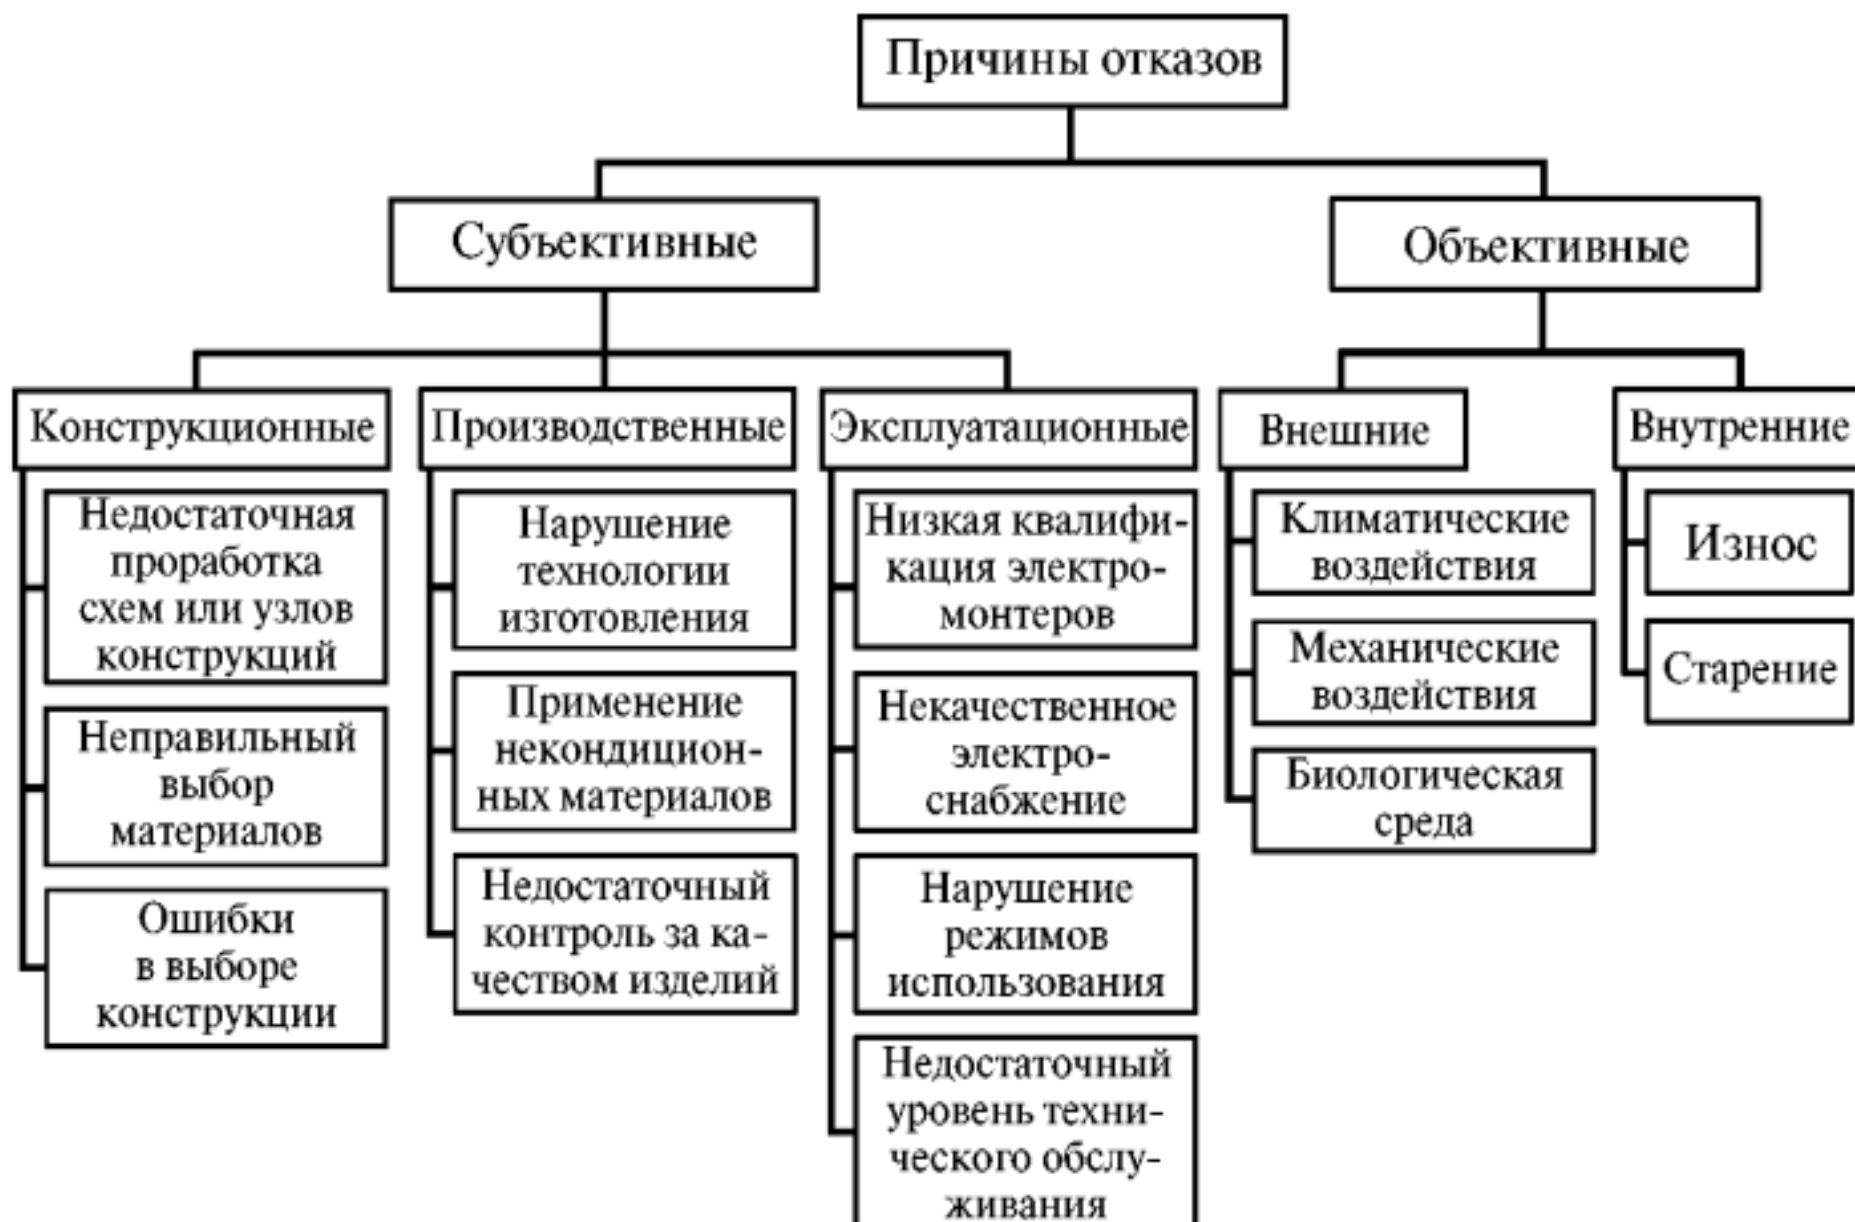 Причины отказов
Субъективные
Объективные
Конструкционные
Производственные
Эксплуатационные
Внешние
Внутренние
Недостаточная
проработка
схем или узлов
конструкций
Неправильный
выбор
материалов
Ошибки
в выборе
конструкции
Нарушение
технологии
изготовления
Применение
некондицион-
ных материалов
Недостаточный
контроль за ка-
чеством изделий
Низкая квалифи-
кация электро-
монтеров
Некачественное
электро-
снабжение
Нарушение
режимов
использования
Недостаточный
уровень техни-
ческого обслу-
живания
Климатические
воздействия
Механические
воздействия
Биологическая
среда
Износ
Старение